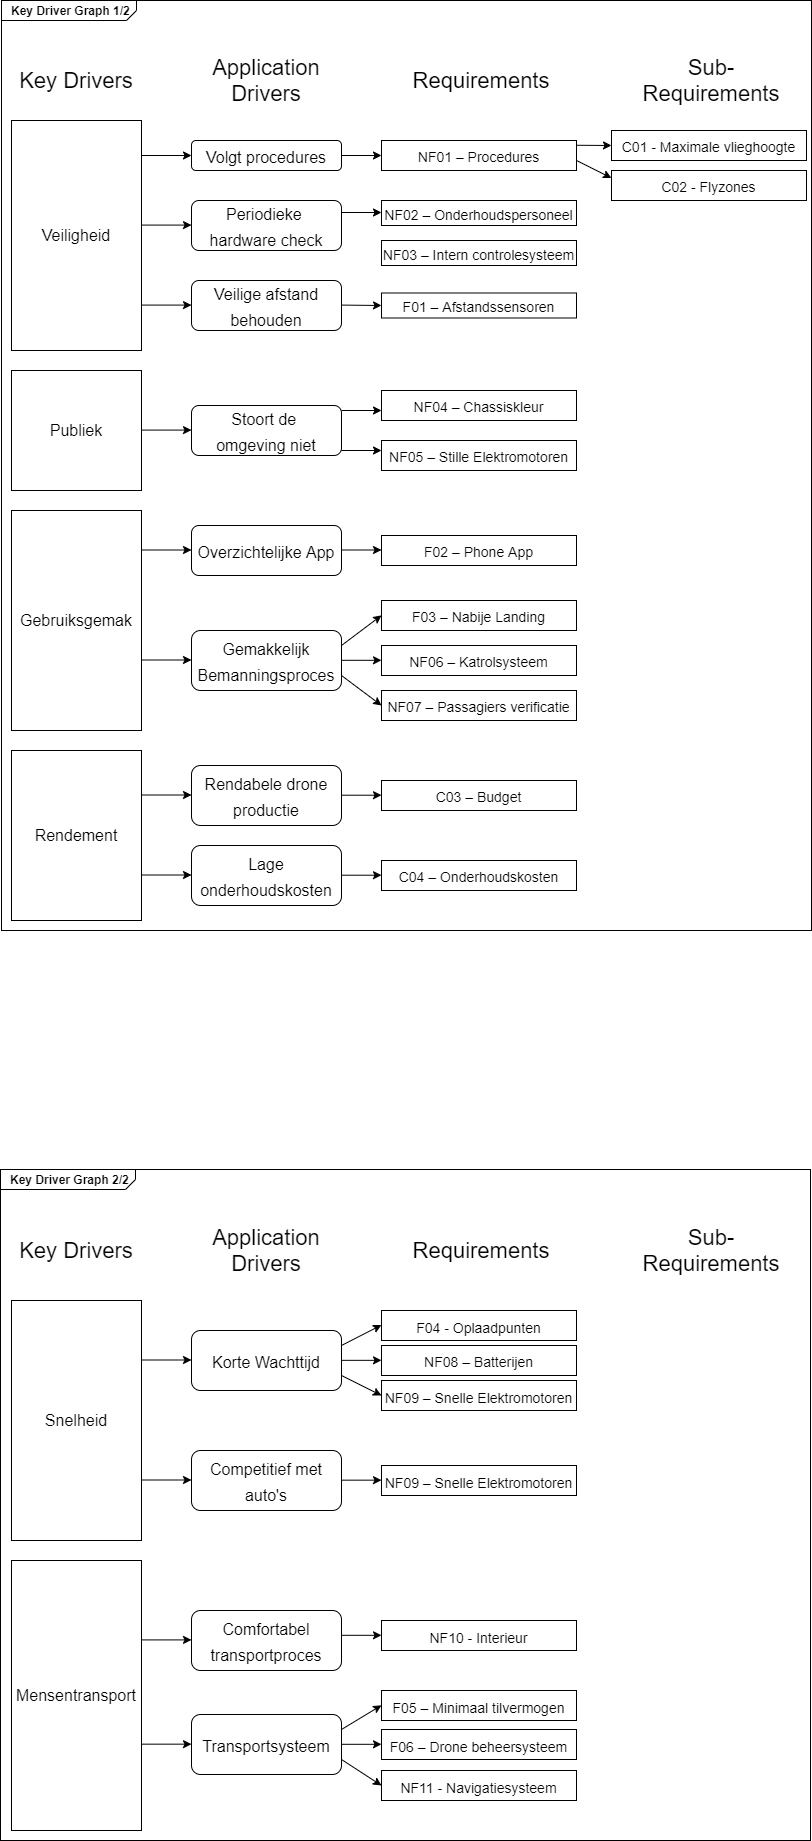 Key Driver Graph 1/2
Key Drivers
Application
Drivers
Requirements
Sub-
Requirements
Veiligheid
Volgt procedures
NF01 – Procedures
C01 - Maximale vlieghoogte
C02 - Flyzones
Periodieke
hardware check
NF02 – Onderhoudspersoneel
NF03 – Intern controlesysteem
Veilige afstand
behouden
F01 – Afstandssensoren
Publiek
Stoort de
omgeving niet
NF04 – Chassiskleur
NF05 – Stille Elektromotoren
Gebruiksgemak
Overzichtelijke App
F02 – Phone App
Gemakkelijk
Bemanningsproces
F03 – Nabije Landing
NF06 – Katrolsysteem
NF07 – Passagiers verificatie
Rendement
Rendabele drone
productie
C03 – Budget
Lage
onderhoudskosten
C04 – Onderhoudskosten
Key Driver Graph 2/2
Key Drivers
Application
Drivers
Requirements
Sub-
Requirements
Snelheid
Korte Wachttijd
F04 - Oplaadpunten
NF08 – Batterijen
NF09 – Snelle Elektromotoren
Competitief met
auto's
NF09 – Snelle Elektromotoren
Mensentransport
Comfortabel
transportproces
NF10 - Interieur
Transportsysteem
F05 – Minimaal tilvermogen
F06 – Drone beheersysteem
NF11 - Navigatiesysteem